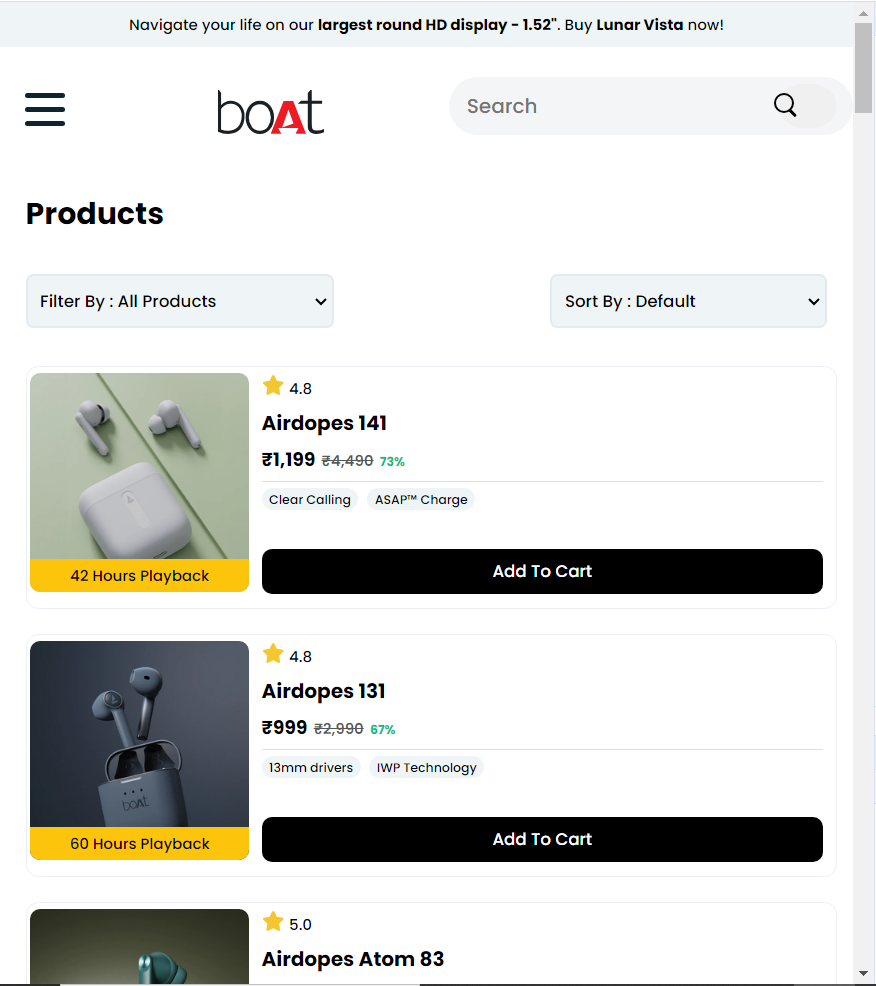 Navigate your life on our largest round HD display - 1.52". Buy Lunar Vista now!
boAt
Search
Products
Filter By : All Products
Sort By : Default
4.8
Airdopes 141
₹1,199 ₹4,490 73%
Clear Calling ASAP™ Charge
42 Hours Playback
Add To Cart
4.8
Airdopes 131
₹999 ₹2,990 67%
13mm drivers IWP Technology
boAt
60 Hours Playback
Add To Cart
5.0
Airdopes Atom 83